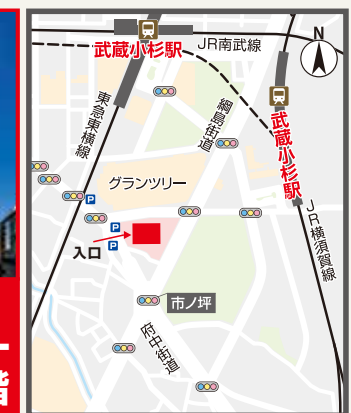 N
JR南武線
武蔵小杉駅
東急東横線
綱島街道
武蔵小杉駅
グランツリー
P
P
P
入口
JR横須賀線
市ノ坪
府中街道
階